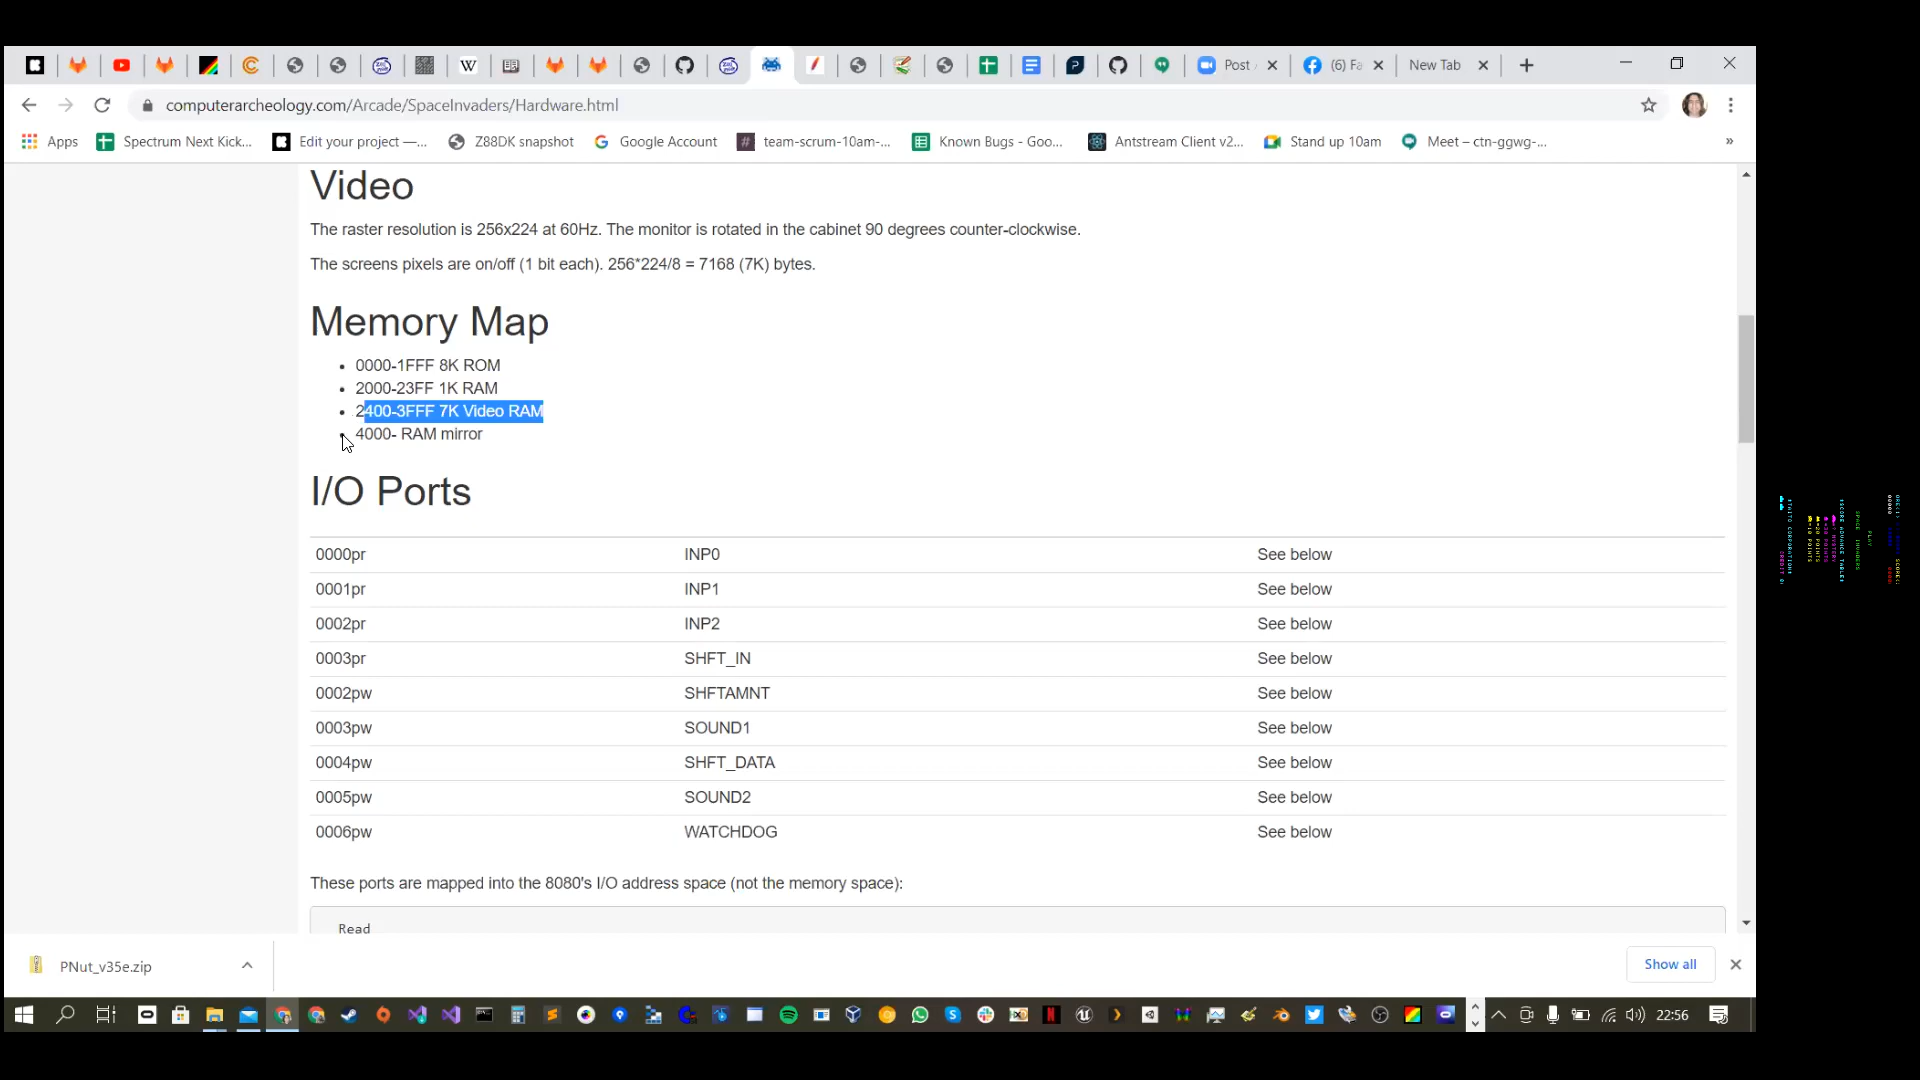 Post
(6) Fa
New Tab
computerarcheology.com/Arcade/SpaceInvaders/Hardware.html
Apps
Spectrum Next Kick...
Edit your project —...
Z88DK snapshot
Google Account
team-scrum-10am-...
Known Bugs - Goo...
Antstream Client v2...
Stand up 10am
Meet – ctn-ggwg-...
»
Video
The raster resolution is 256x224 at 60Hz. The monitor is rotated in the cabinet 90 degrees counter-clockwise.
The screens pixels are on/off (1 bit each). 256*224/8 = 7168 (7K) bytes.
Memory Map
• 0000-1FFF 8K ROM
• 2000-23FF 1K RAM
• 2400-3FFF 7K Video RAM
• 4000- RAM mirror
I/O Ports
0000pr INP0 See below
0001pr INP1 See below
0002pr INP2 See below
0003pr SHFT_IN See below
0002pw SHFTAMNT See below
0003pw SOUND1 See below
0004pw SHFT_DATA See below
0005pw SOUND2 See below
0006pw WATCHDOG See below
These ports are mapped into the 8080's I/O address space (not the memory space):
Read
PNut_v35e.zip
Show all
22:56
PLAY
SPACE INVADERS